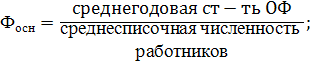 Фосн = среднегодовая ст − ть ОФ
среднесписочная численность ;
работников